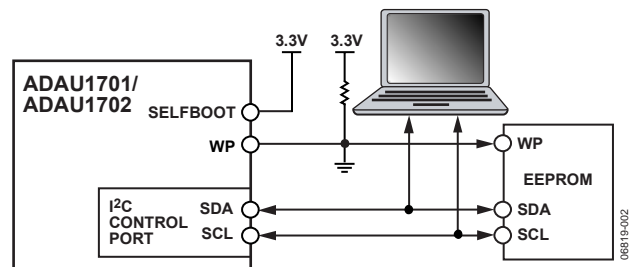 3.3V 3.3V
ADAU1701/
ADAU1702
SELFBOOT
WP
WP
EEPROM
I2C
CONTROL
PORT
SDA
SCL
SDA
SCL
06819-002